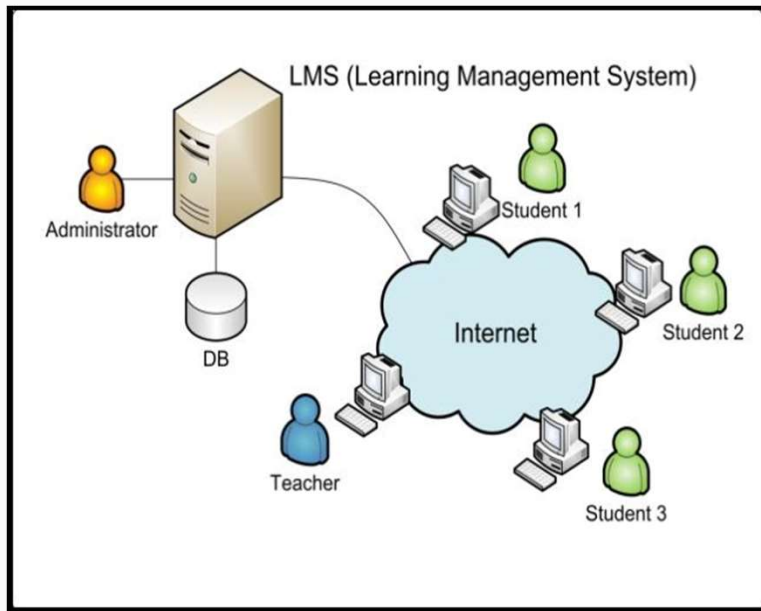 LMS (Learning Management System)
Administrator
Student 1
DB
Internet
Student 2
Teacher
Student 3